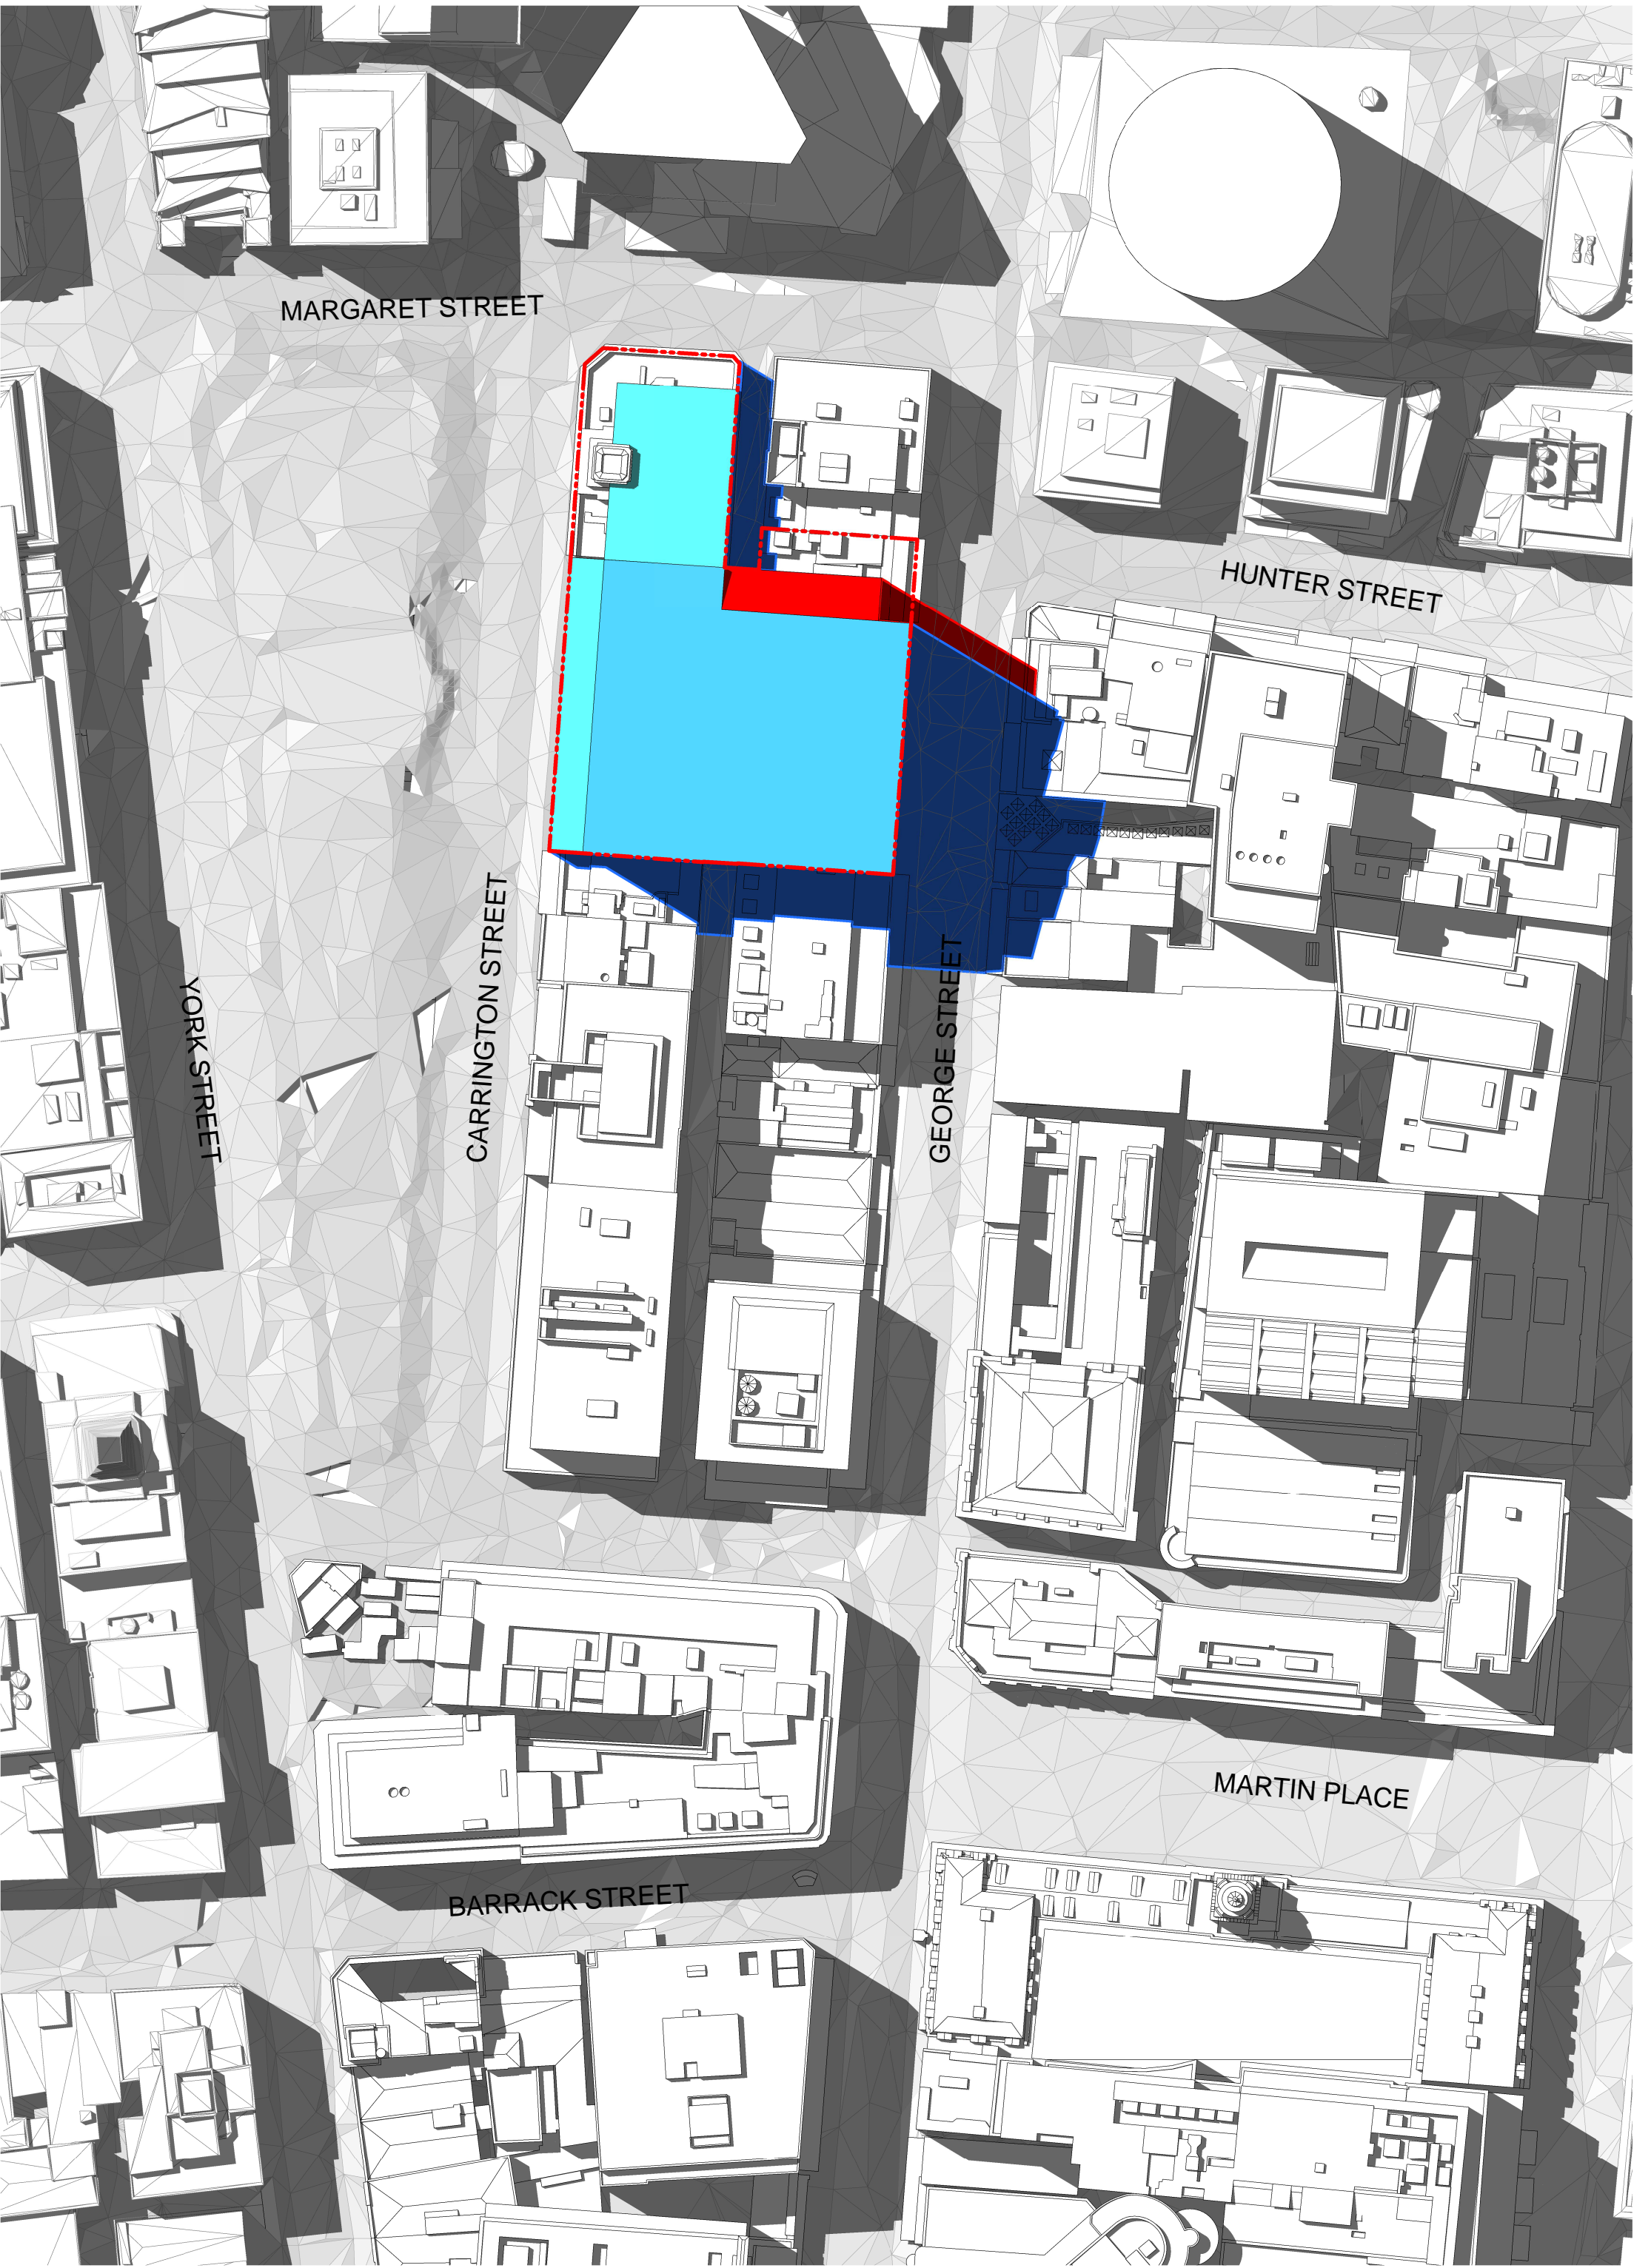 MARGARET STREET
HUNTER STREET
YORK STREET
CARRINGTON STREET
GEORGE STREET
MARTIN PLACE
BARRACK STREET